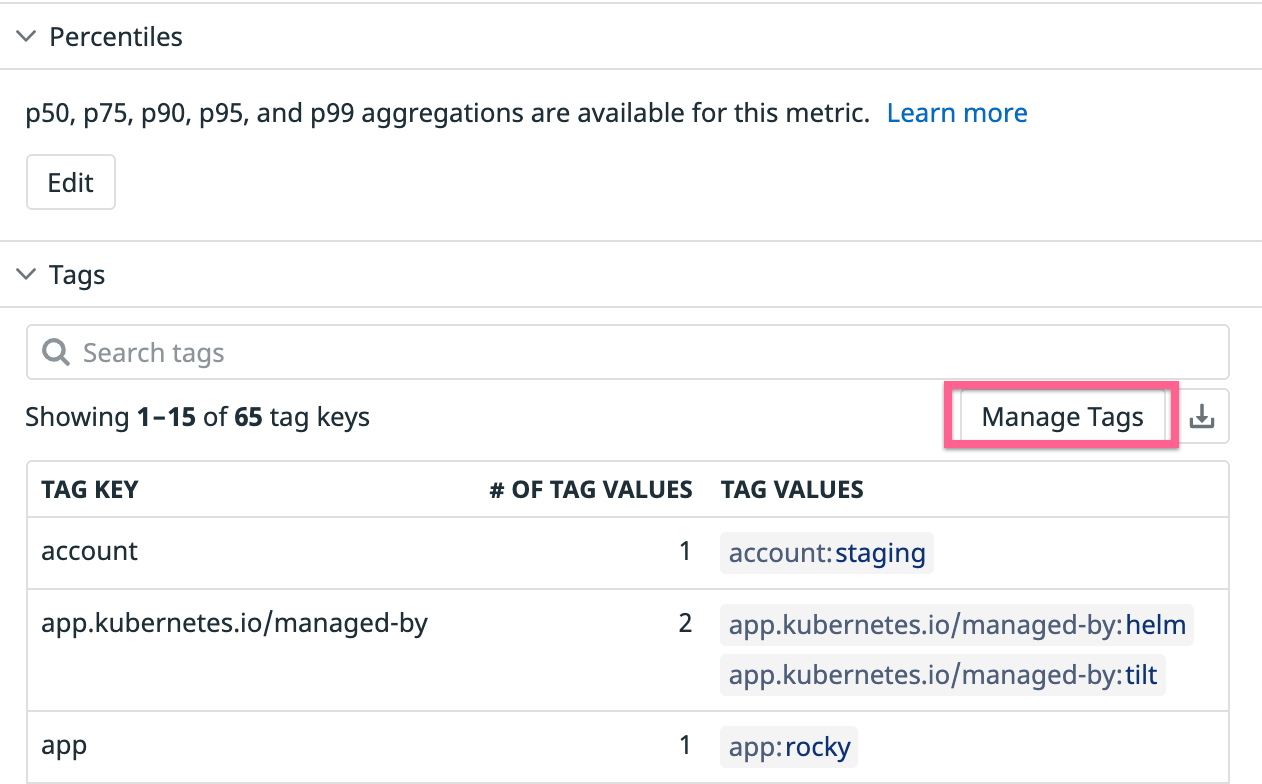 Percentiles
p50, p75, p90, p95, and p99 aggregations are available for this metric. Learn more
Edit
Tags
Search tags
Showing 1–15 of 65 tag keys
Manage Tags
TAG KEY # OF TAG VALUES TAG VALUES
account 1 account:staging
app.kubernetes.io/managed-by 2 app.kubernetes.io/managed-by:helm
app.kubernetes.io/managed-by:tilt
app 1 app:rocky